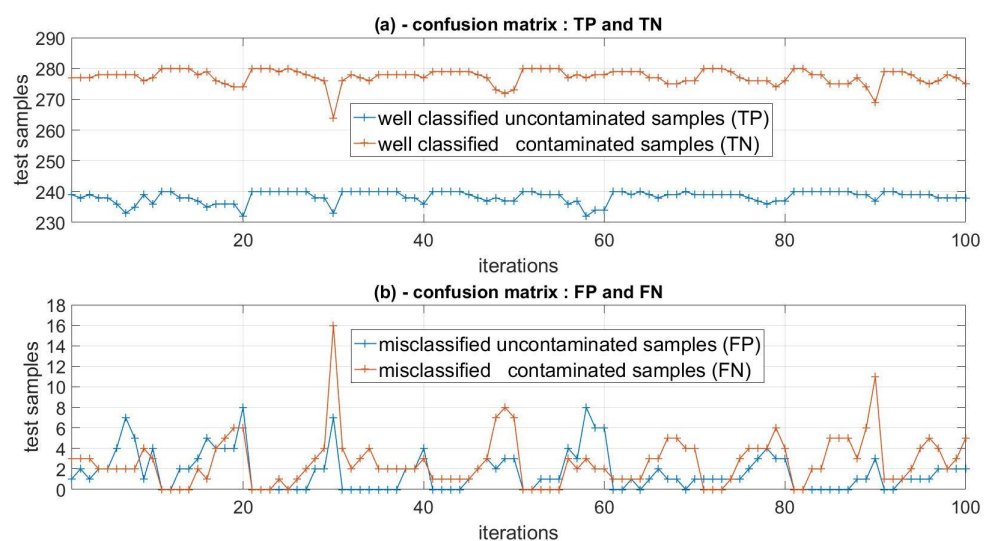 (a) - confusion matrix : TP and TN
290
280
270
260
250
240
230
test samples
well classified uncontaminated samples (TP)
well classified contaminated samples (TN)
20 40 60 80 100
iterations
(b) - confusion matrix : FP and FN
18
16
14
12
10
8
6
4
2
0
test samples
misclassified uncontaminated samples (FP)
misclassified contaminated samples (FN)
20 40 60 80 100
iterations